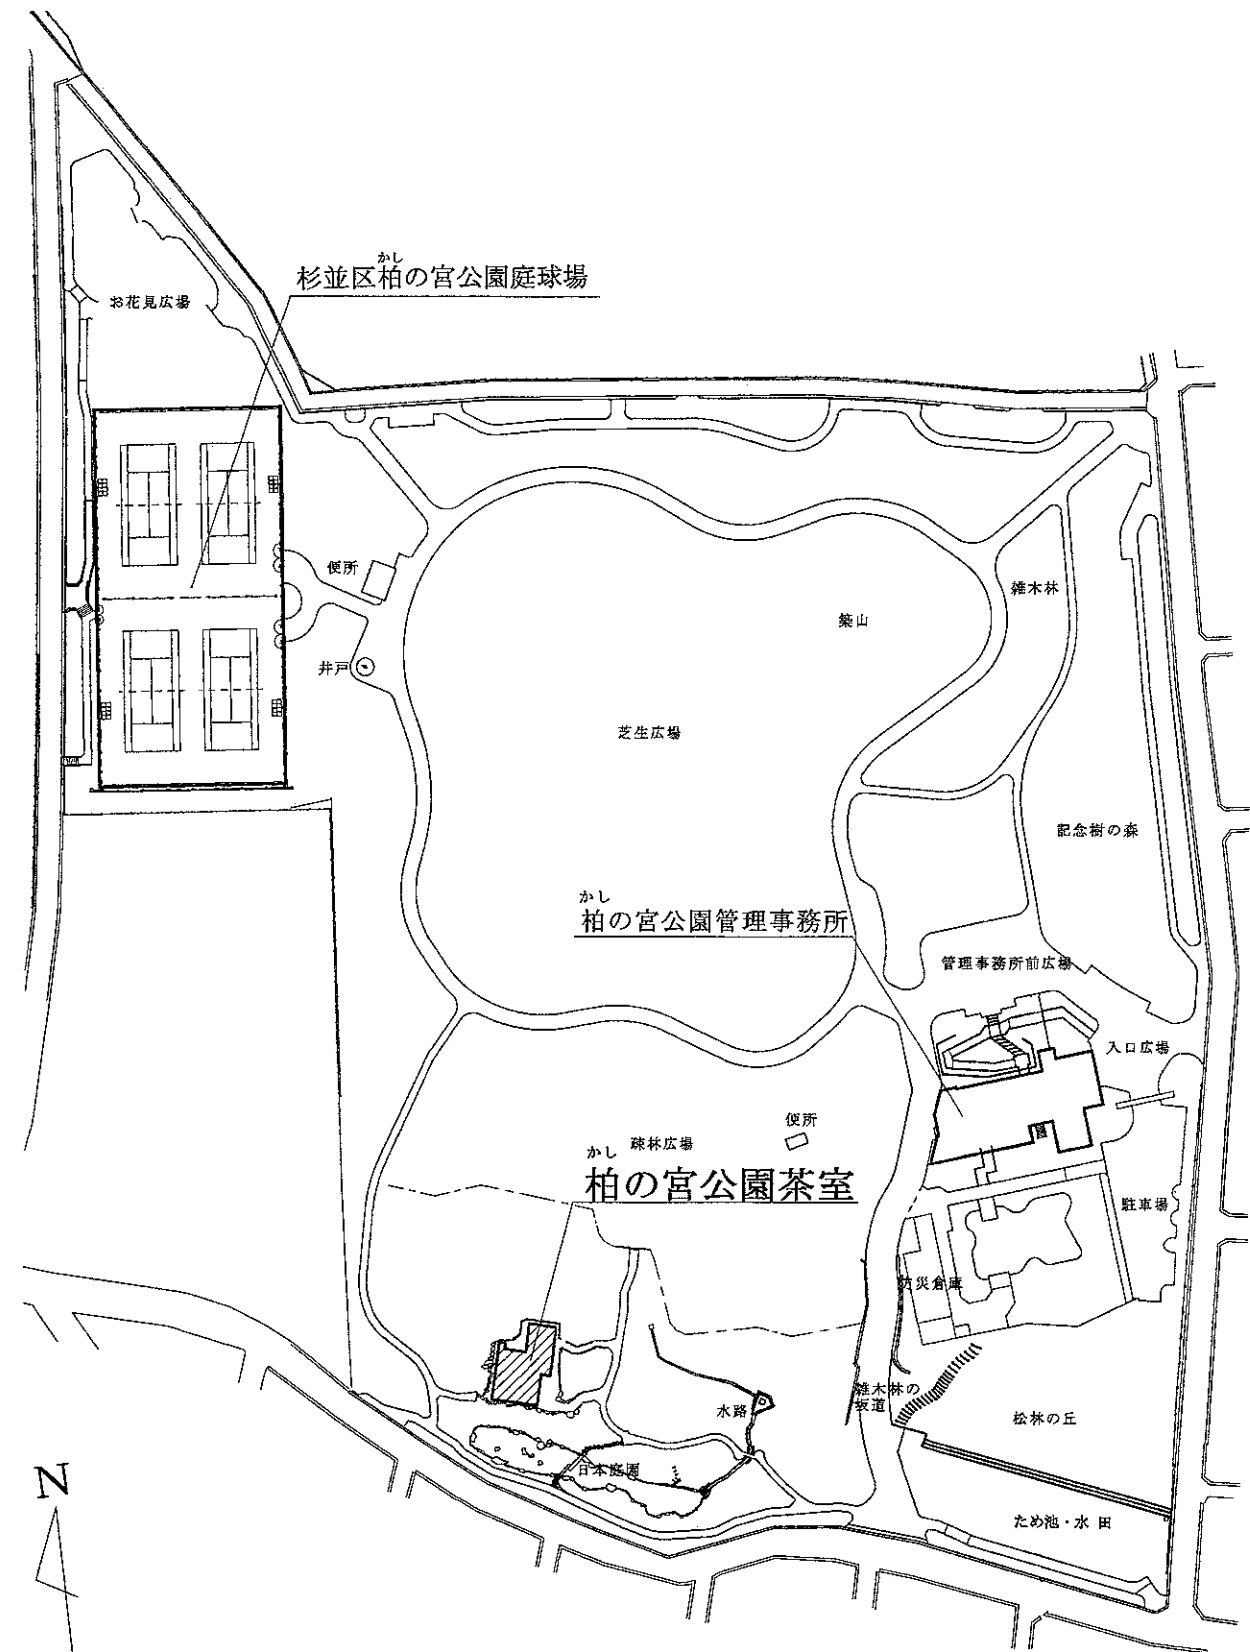 かし
杉並区柏の宮公園庭球場
お花見広場
便所
雑木林
築山
井戸
芝生広場
記念樹の森
かし
柏の宮公園管理事務所
管理事務所前広場
入口広場
便所
かし
疎林広場
柏の宮公園茶室
駐車場
防災倉庫
雑木林の
坂道
水路
松林の丘
日本庭園
N
ため池・水田